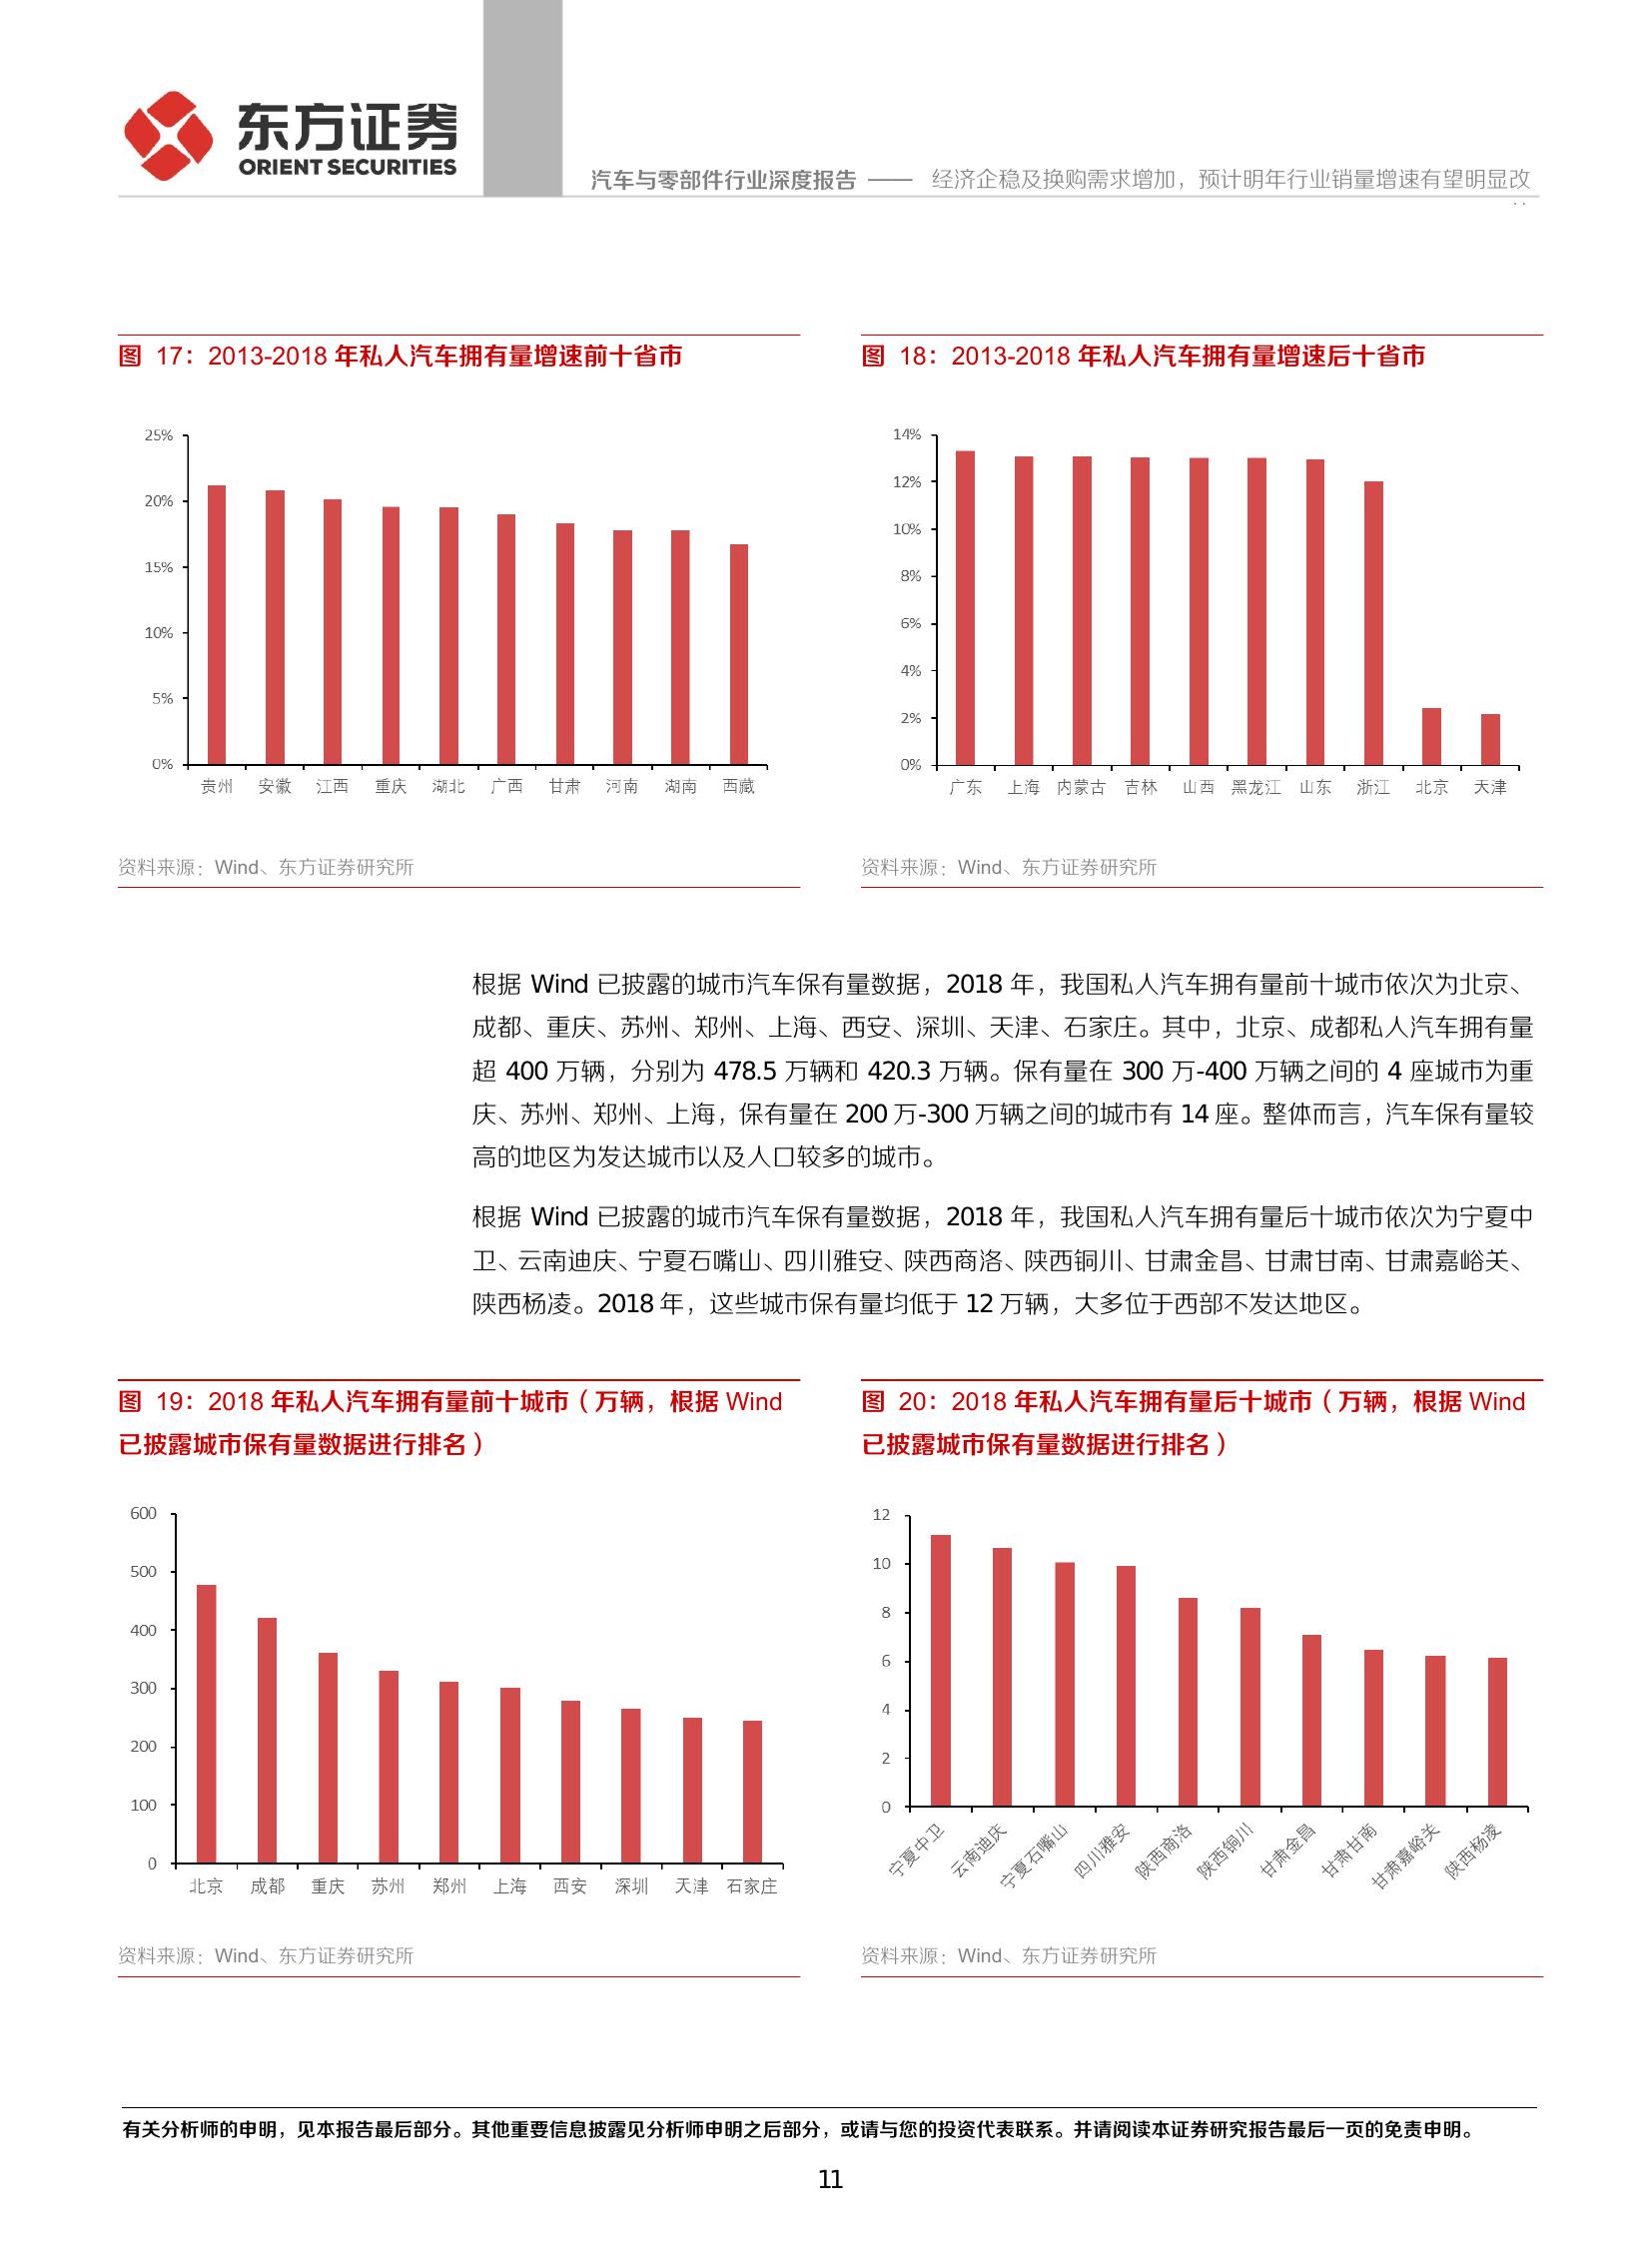 东方证券
ORIENT SECURITIES
汽车与零部件行业深度报告 —— 经济企稳及换购需求增加，预计明年行业销量增速有望明显改
图 17：2013-2018 年私人汽车拥有量增速前十省市
25%
20%
15%
10%
5%
0%
贵州 安徽 江西 重庆 湖北 广西 甘肃 河南 湖南 西藏
资料来源：Wind、东方证券研究所
图 18：2013-2018 年私人汽车拥有量增速后十省市
14%
12%
10%
8%
6%
4%
2%
0%
广东 上海 内蒙古 吉林 山西 黑龙江 山东 浙江 北京 天津
资料来源：Wind、东方证券研究所
根据 Wind 已披露的城市汽车保有量数据，2018 年，我国私人汽车拥有量前十城市依次为北京、
成都、重庆、苏州、郑州、上海、西安、深圳、天津、石家庄。其中，北京、成都私人汽车拥有量
超 400 万辆，分别为 478.5 万辆和 420.3 万辆。保有量在 300 万-400 万辆之间的 4 座城市为重
庆、苏州、郑州、上海，保有量在 200 万-300 万辆之间的城市有 14 座。整体而言，汽车保有量较
高的地区为发达城市以及人口较多的城市。
根据 Wind 已披露的城市汽车保有量数据，2018 年，我国私人汽车拥有量后十城市依次为宁夏中
卫、云南迪庆、宁夏石嘴山、四川雅安、陕西商洛、陕西铜川、甘肃金昌、甘肃甘南、甘肃嘉峪关、
陕西杨凌。2018 年，这些城市保有量均低于 12 万辆，大多位于西部不发达地区。
图 19：2018 年私人汽车拥有量前十城市（万辆，根据 Wind
已披露城市保有量数据进行排名）
600
500
400
300
200
100
0
北京 成都 重庆 苏州 郑州 上海 西安 深圳 天津 石家庄
资料来源：Wind、东方证券研究所
图 20：2018 年私人汽车拥有量后十城市（万辆，根据 Wind
已披露城市保有量数据进行排名）
12
10
8
6
4
2
0
宁夏中卫 云南迪庆 宁夏石嘴山 四川雅安 陕西商洛 陕西铜川 甘肃金昌 甘肃甘南 甘肃嘉峪关 陕西杨凌
资料来源：Wind、东方证券研究所
有关分析师的申明，见本报告最后部分。其他重要信息披露见分析师申明之后部分，或请与您的投资代表联系。并请阅读本证券研究报告最后一页的免责申明。
11